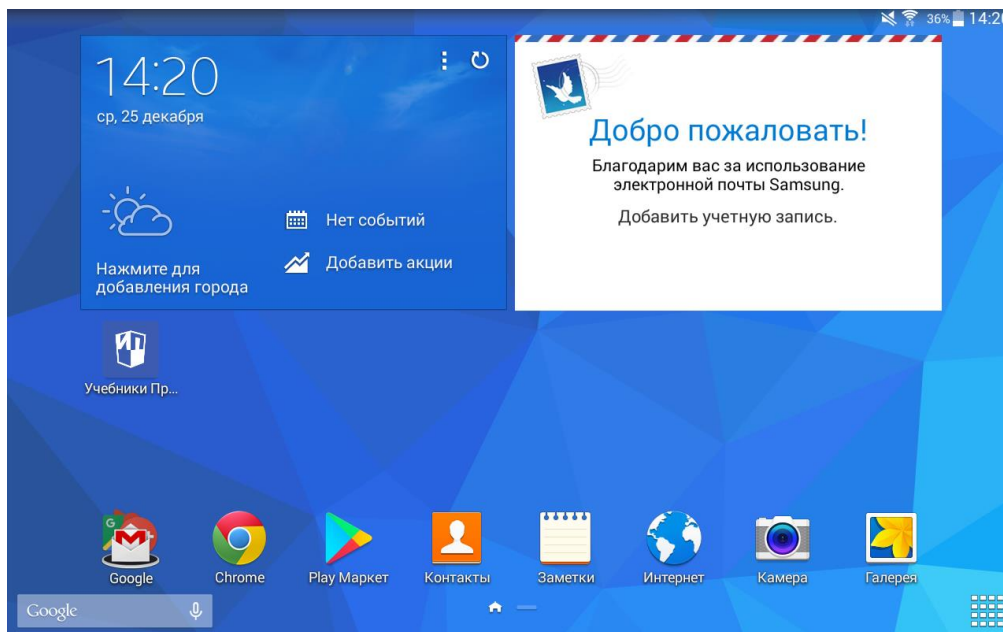 36% 14:20
14:20
ср, 25 декабря
Нет событий
Добавить акции
Нажмите для
добавления города
Добро пожаловать!
Благодарим вас за использование
электронной почты Samsung.
Добавить учетную запись.
ИП
Учебники Пр...
G
Google
Chrome
Play Маркет
Контакты
Заметки
Интернет
Камера
Галерея
Google